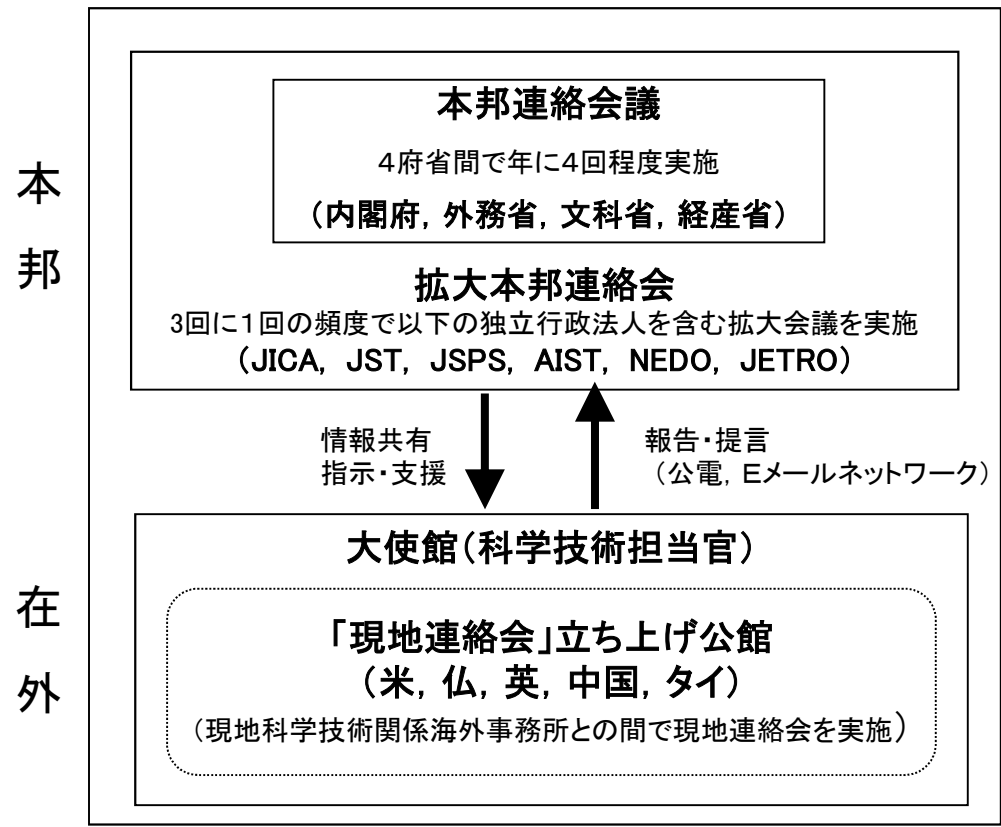 本邦
本邦連絡会議
４府省間で年に４回程度実施
（内閣府，外務省，文科省，経産省）
拡大本邦連絡会
3回に１回の頻度で以下の独立行政法人を含む拡大会議を実施
（JICA， JST， JSPS， AIST， NEDO， JETRO）
情報共有
指示・支援
報告・提言
（公電，Ｅメールネットワーク）
在外
大使館（科学技術担当官）
「現地連絡会」立ち上げ公館
（米，仏，英，中国，タイ）
（現地科学技術関係海外事務所との間で現地連絡会を実施）